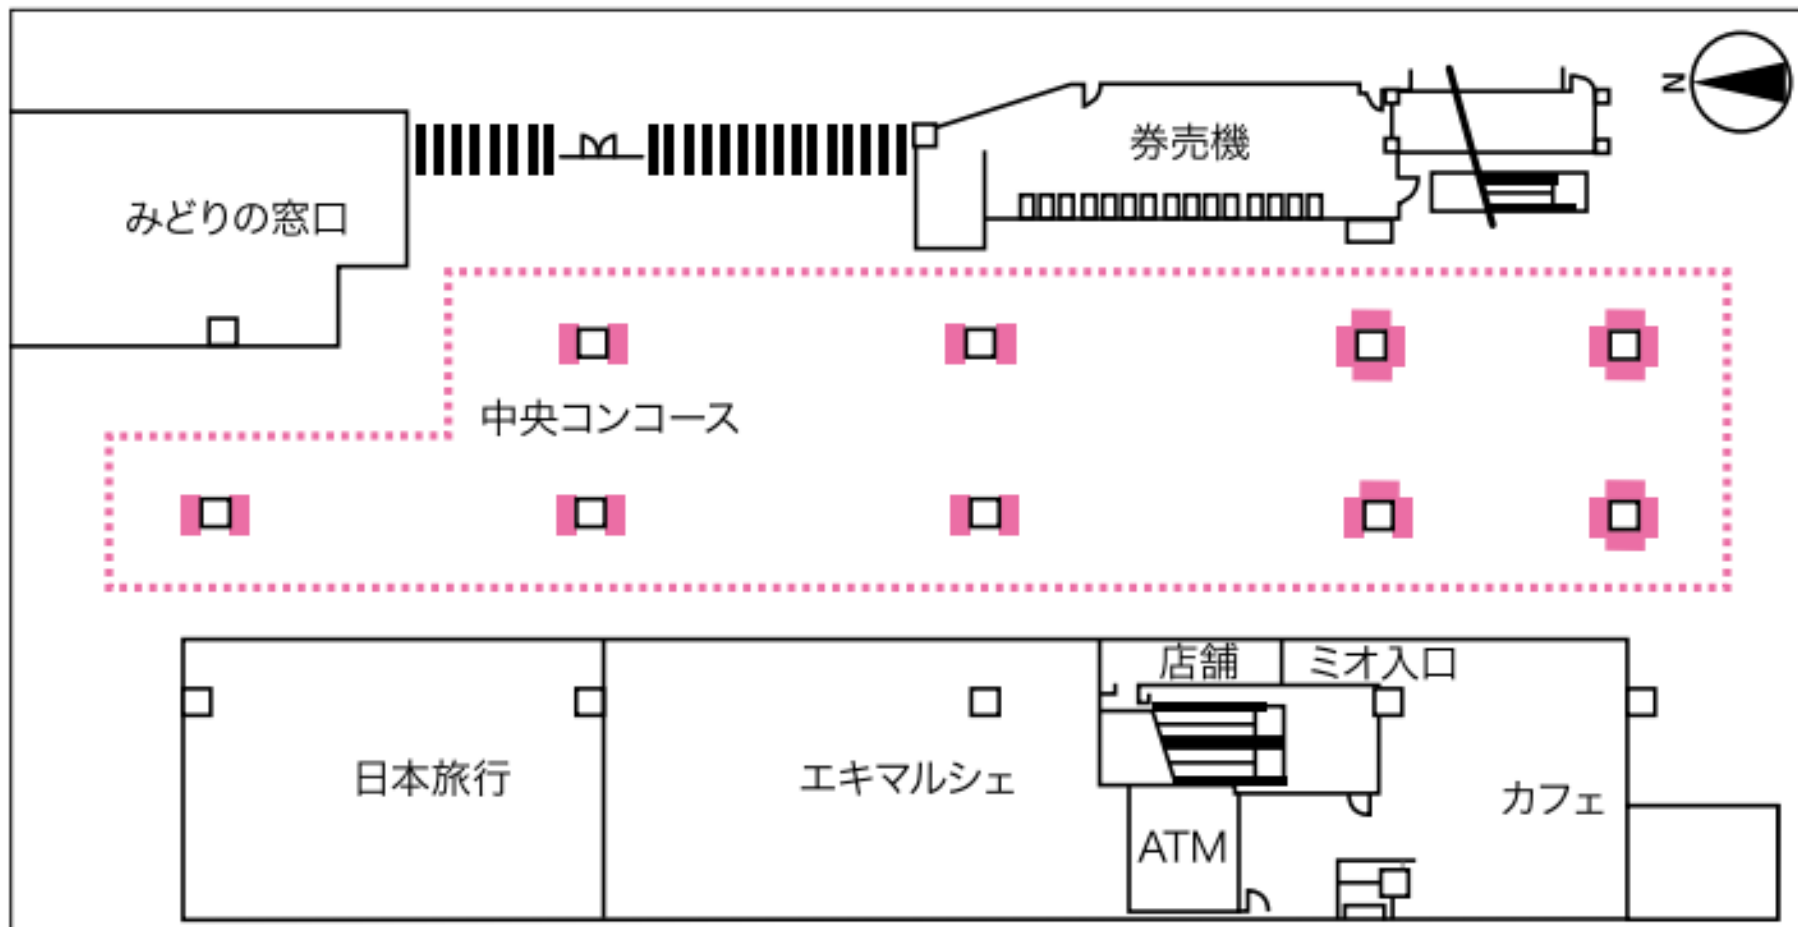 N
券売機
みどりの窓口
中央コンコース
店舗
ミオ入口
日本旅行
エキマルシェ
カフェ
ATM